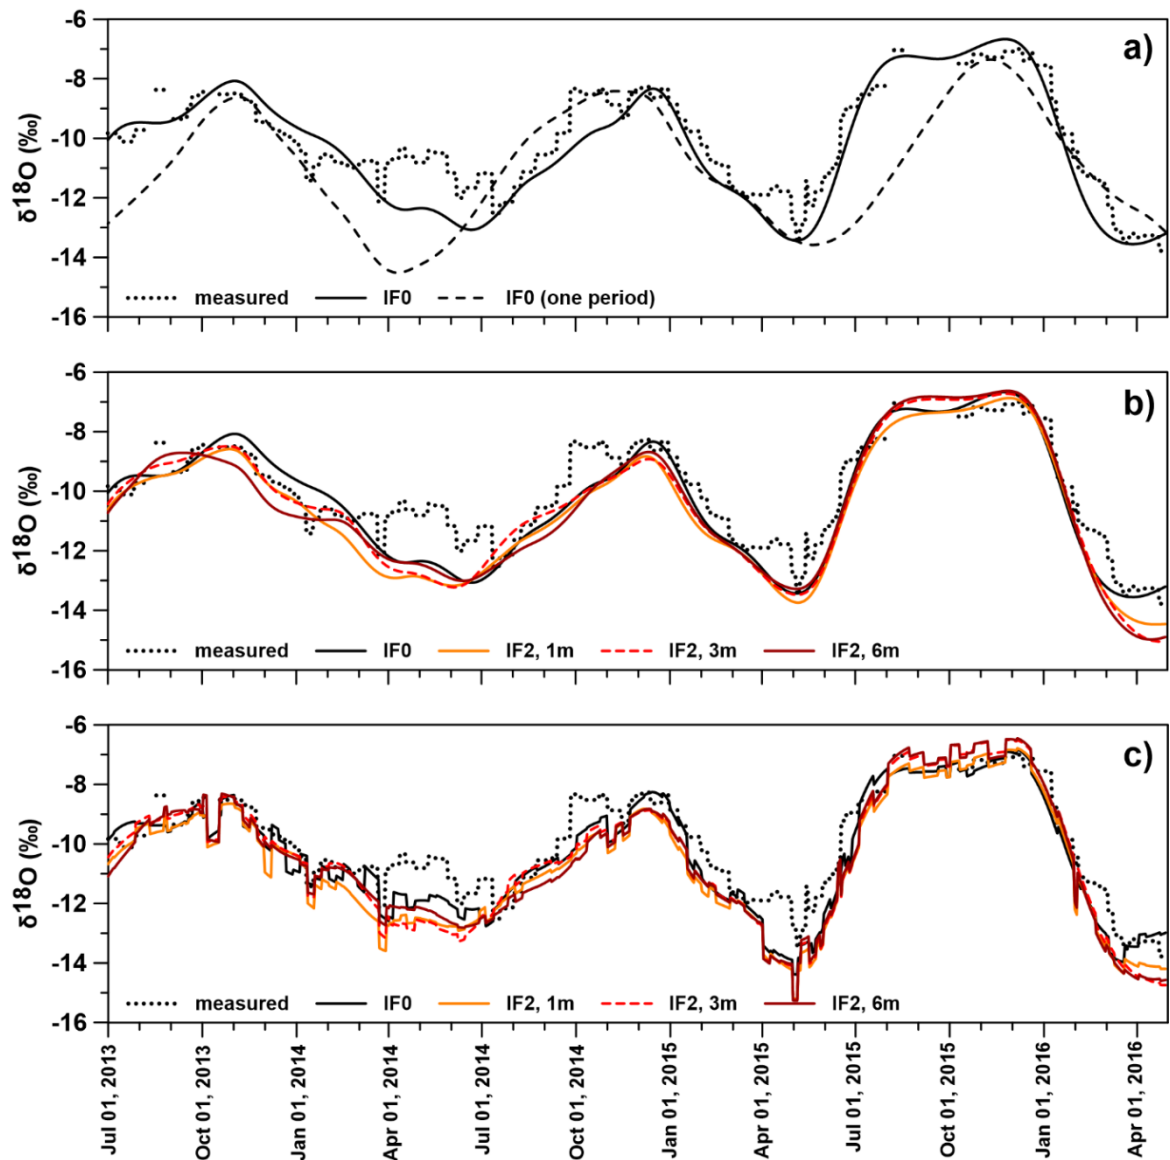 a)
-6
-8
-10
-12
-14
-16
δ18O (‰)
measured IF0 IF0 (one period)
b)
-6
-8
-10
-12
-14
-16
δ18O (‰)
measured IF0 IF2, 1m IF2, 3m IF2, 6m
c)
-6
-8
-10
-12
-14
-16
δ18O (‰)
measured IF0 IF2, 1m IF2, 3m IF2, 6m
Jul 01, 2013
Oct 01, 2013
Jan 01, 2014
Apr 01, 2014
Jul 01, 2014
Oct 01, 2014
Jan 01, 2015
Apr 01, 2015
Jul 01, 2015
Oct 01, 2015
Jan 01, 2016
Apr 01, 2016